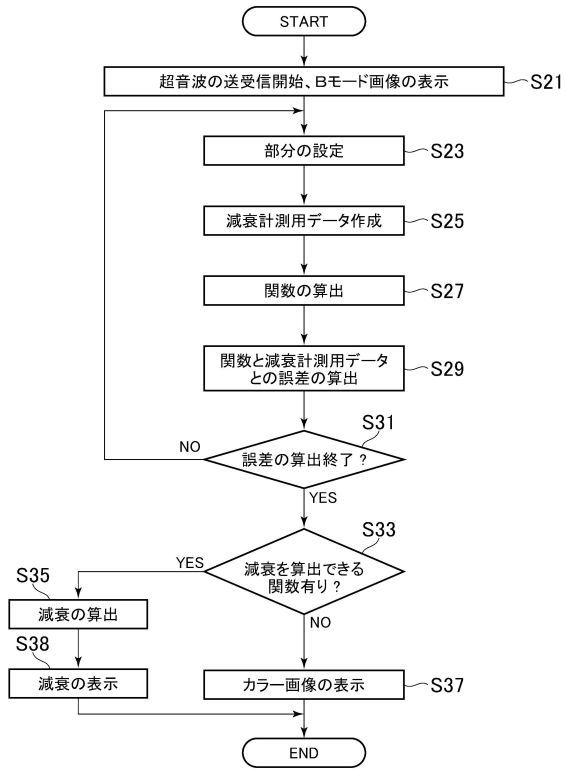 START
超音波の送受信開始、Bモード画像の表示
S21
部分の設定
S23
減衰計測用データ作成
S25
関数の算出
S27
関数と減衰計測用データ
との誤差の算出
S29
S31
誤差の算出終了?
NO
YES
S33
減衰を算出できる
関数有り?
YES
NO
S35
減衰の算出
S38
減衰の表示
カラー画像の表示
S37
END